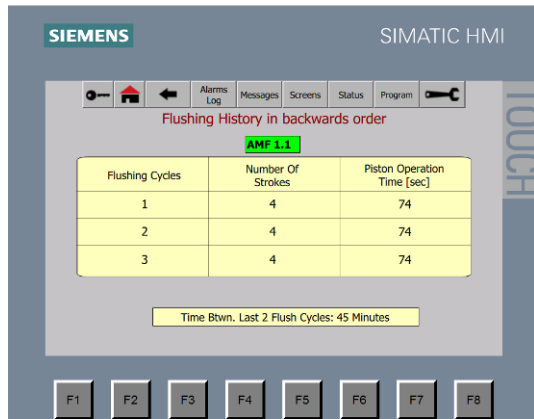 SIEMENS
SIMATIC HMI
TOUCH
Alarms Log
Messages
Screens
Status
Program
Flushing History in backwards order
AMF 1.1
Flushing Cycles
Number Of Strokes
Piston Operation Time [sec]
1 4 74
2 4 74
3 4 74
Time Btwn. Last 2 Flush Cycles: 45 Minutes
F1 F2 F3 F4 F5 F6 F7 F8